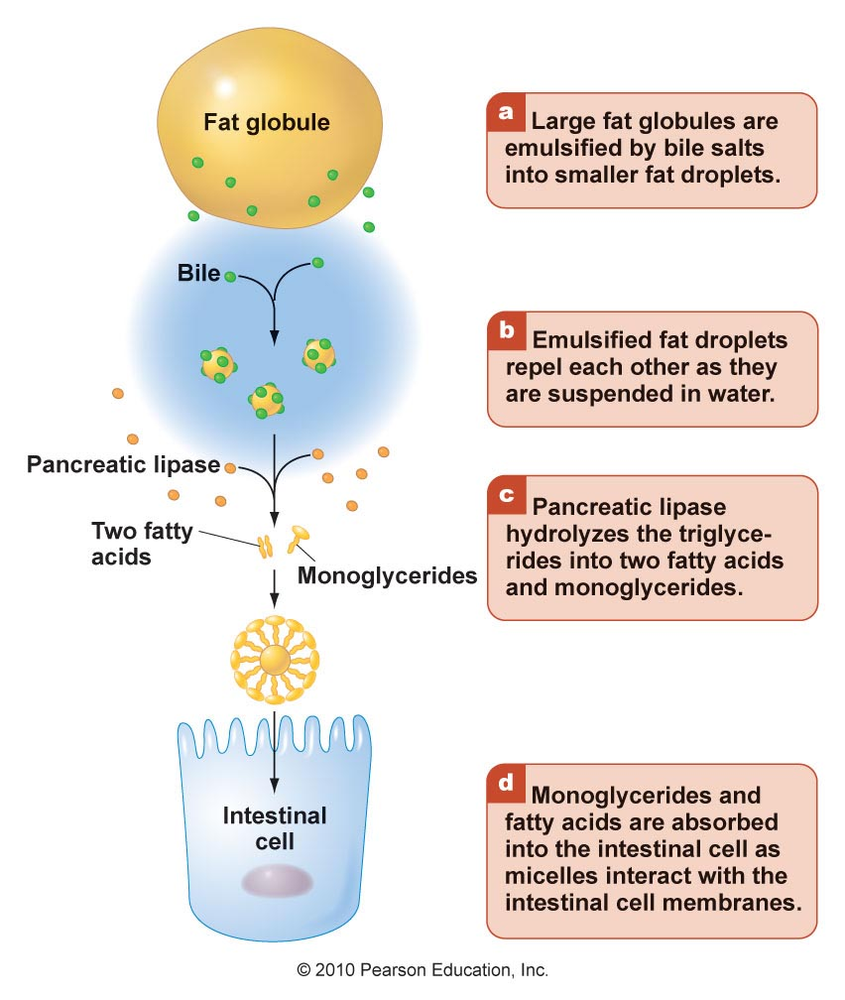 Fat globule
a Large fat globules are
emulsified by bile salts
into smaller fat droplets.
Bile
b Emulsified fat droplets
repel each other as they
are suspended in water.
Pancreatic lipase
Two fatty
acids
Monoglycerides
c Pancreatic lipase
hydrolyzes the triglyce-
rides into two fatty acids
and monoglycerides.
Intestinal
cell
d Monoglycerides and
fatty acids are absorbed
into the intestinal cell as
micelles interact with the
intestinal cell membranes.
© 2010 Pearson Education, Inc.